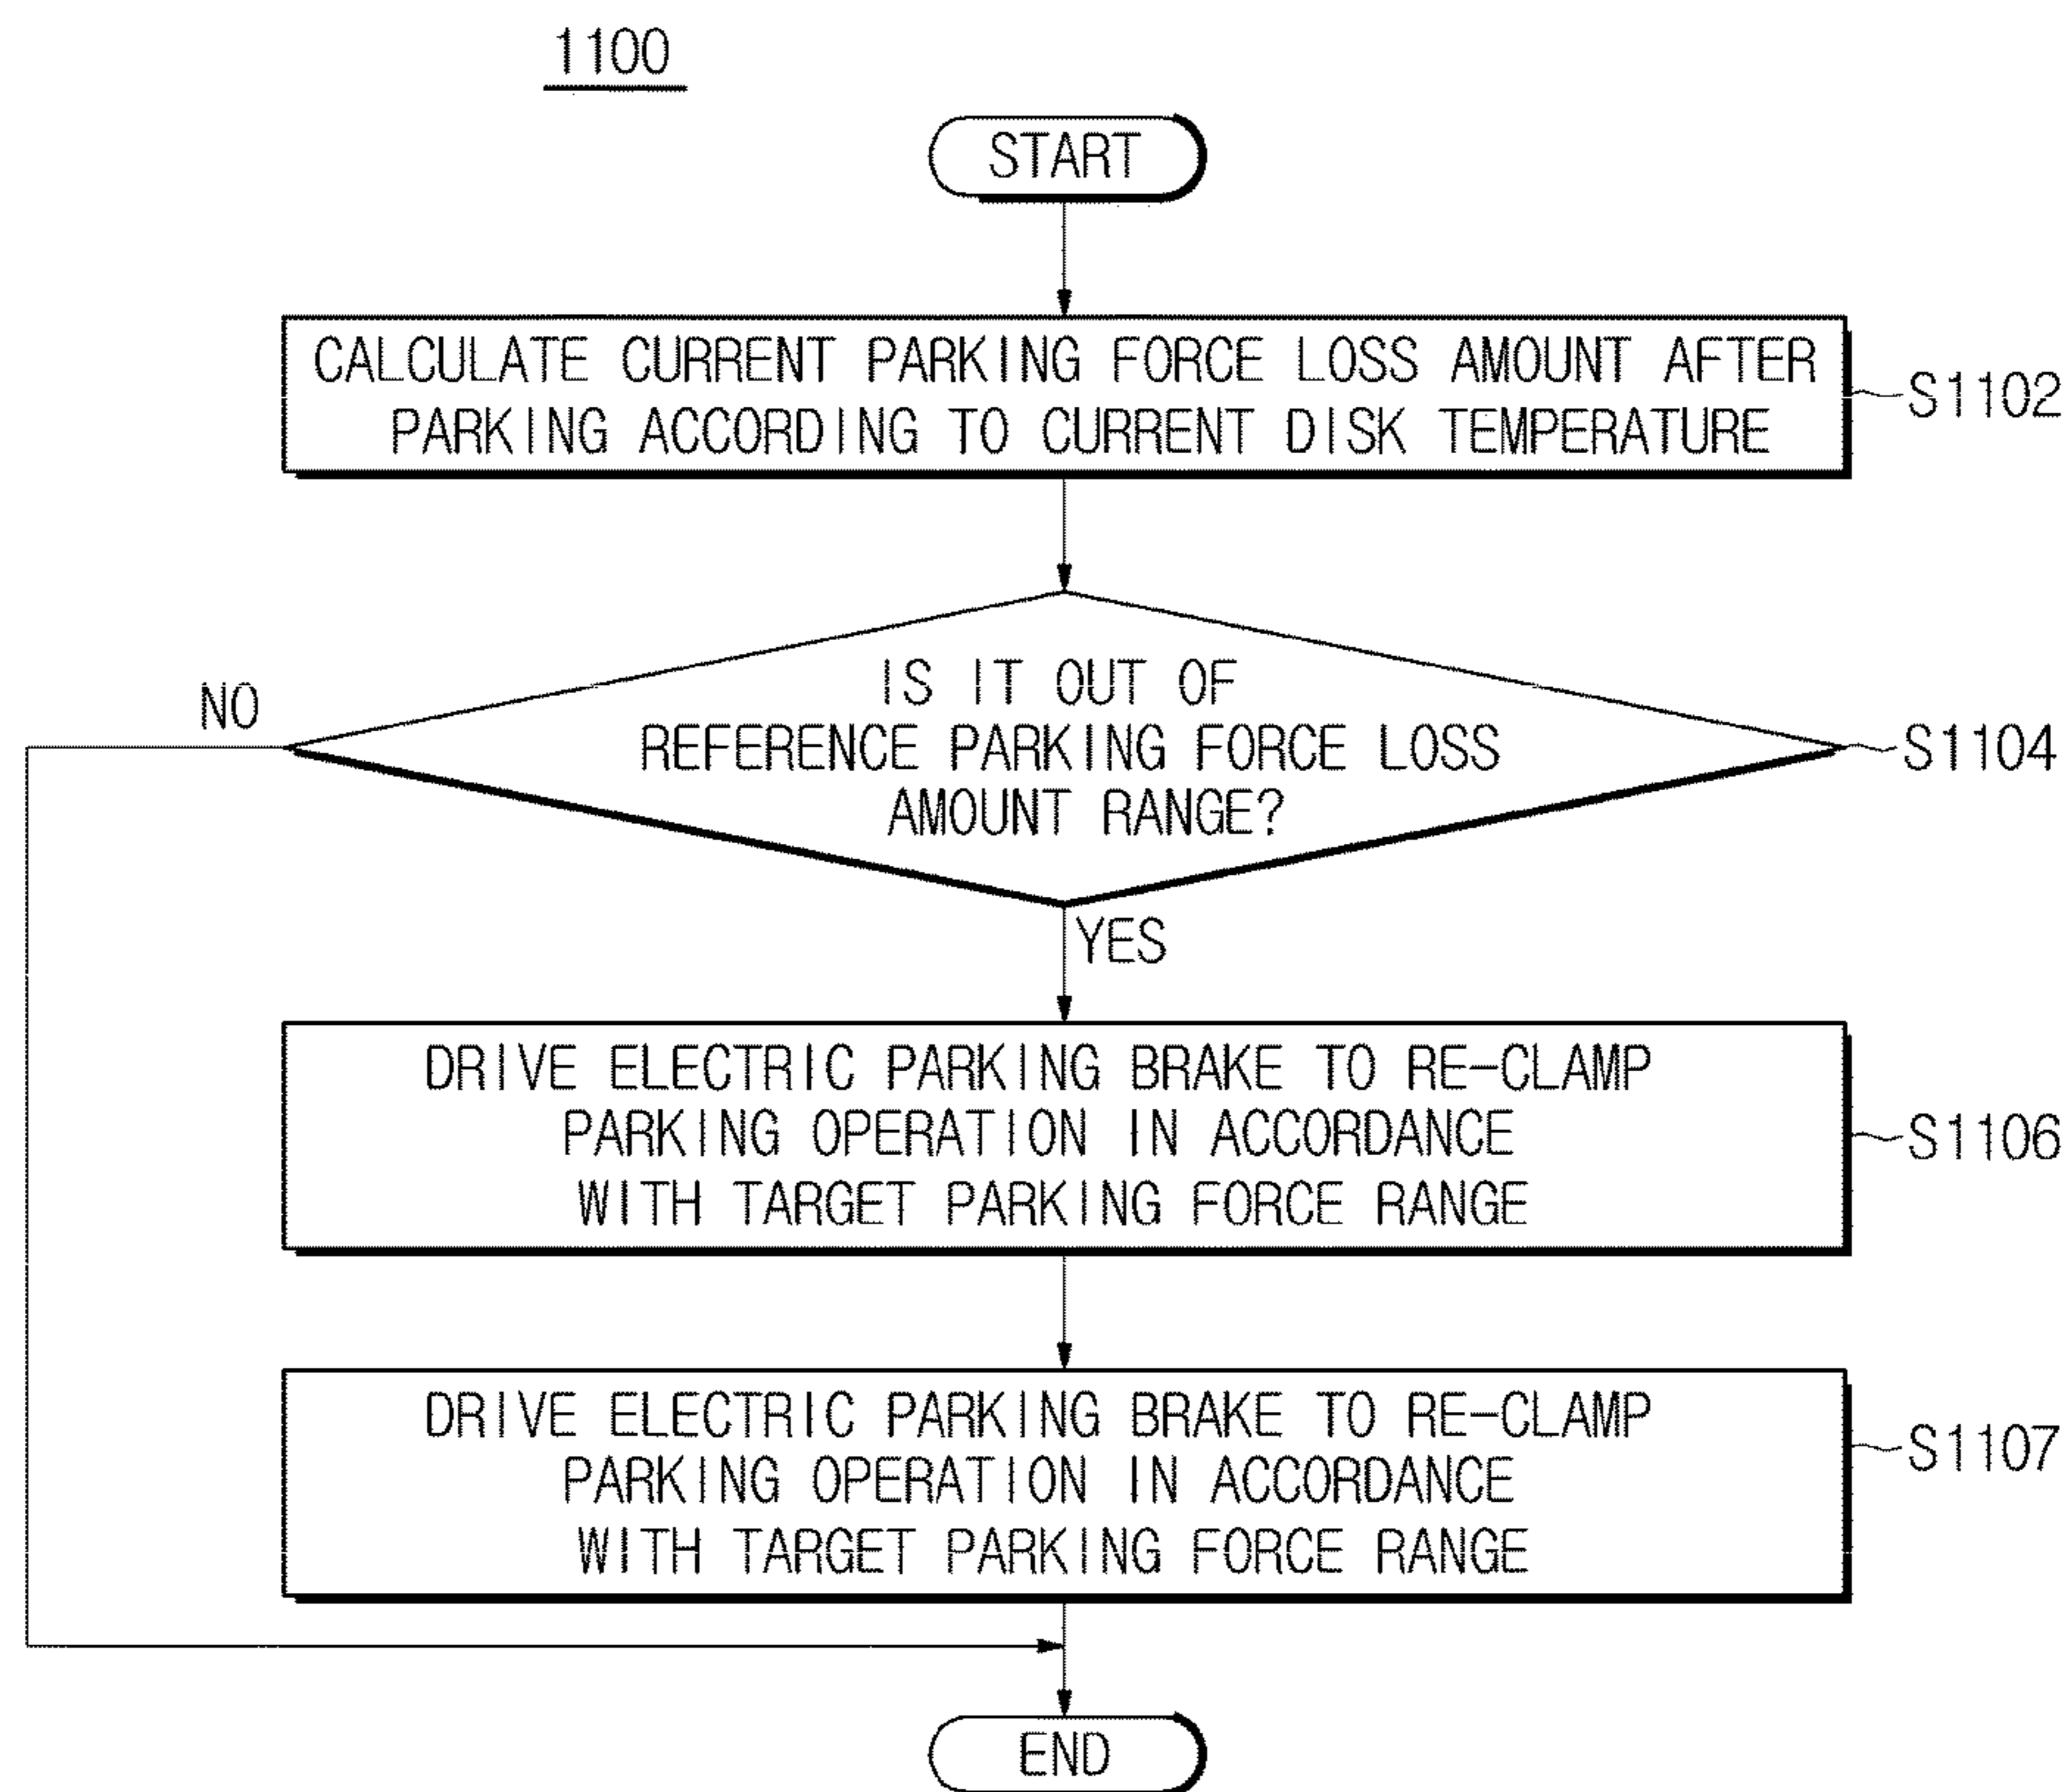 1100
START
CALCULATE CURRENT PARKING FORCE LOSS AMOUNT AFTER
PARKING ACCORDING TO CURRENT DISK TEMPERATURE
S1102
IS IT OUT OF
REFERENCE PARKING FORCE LOSS
AMOUNT RANGE?
S1104
NO
YES
DRIVE ELECTRIC PARKING BRAKE TO RE-CLAMP
PARKING OPERATION IN ACCORDANCE
WITH TARGET PARKING FORCE RANGE
S1106
DRIVE ELECTRIC PARKING BRAKE TO RE-CLAMP
PARKING OPERATION IN ACCORDANCE
WITH TARGET PARKING FORCE RANGE
S1107
END